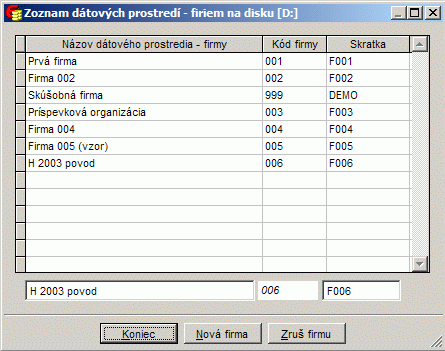 Zoznam dátových prostredí - firiem na disku [D:]
Názov dátového prostredia - firmy Kód firmy Skratka
Prvá firma 001 F001
Firma 002 002 F002
Skúšobná firma 999 DEMO
Príspevková organizácia 003 F003
Firma 004 004 F004
Firma 005 (vzor) 005 F005
H 2003 povod 006 F006
H 2003 povod 006 F006
Koniec Nová firma Zruš firmu